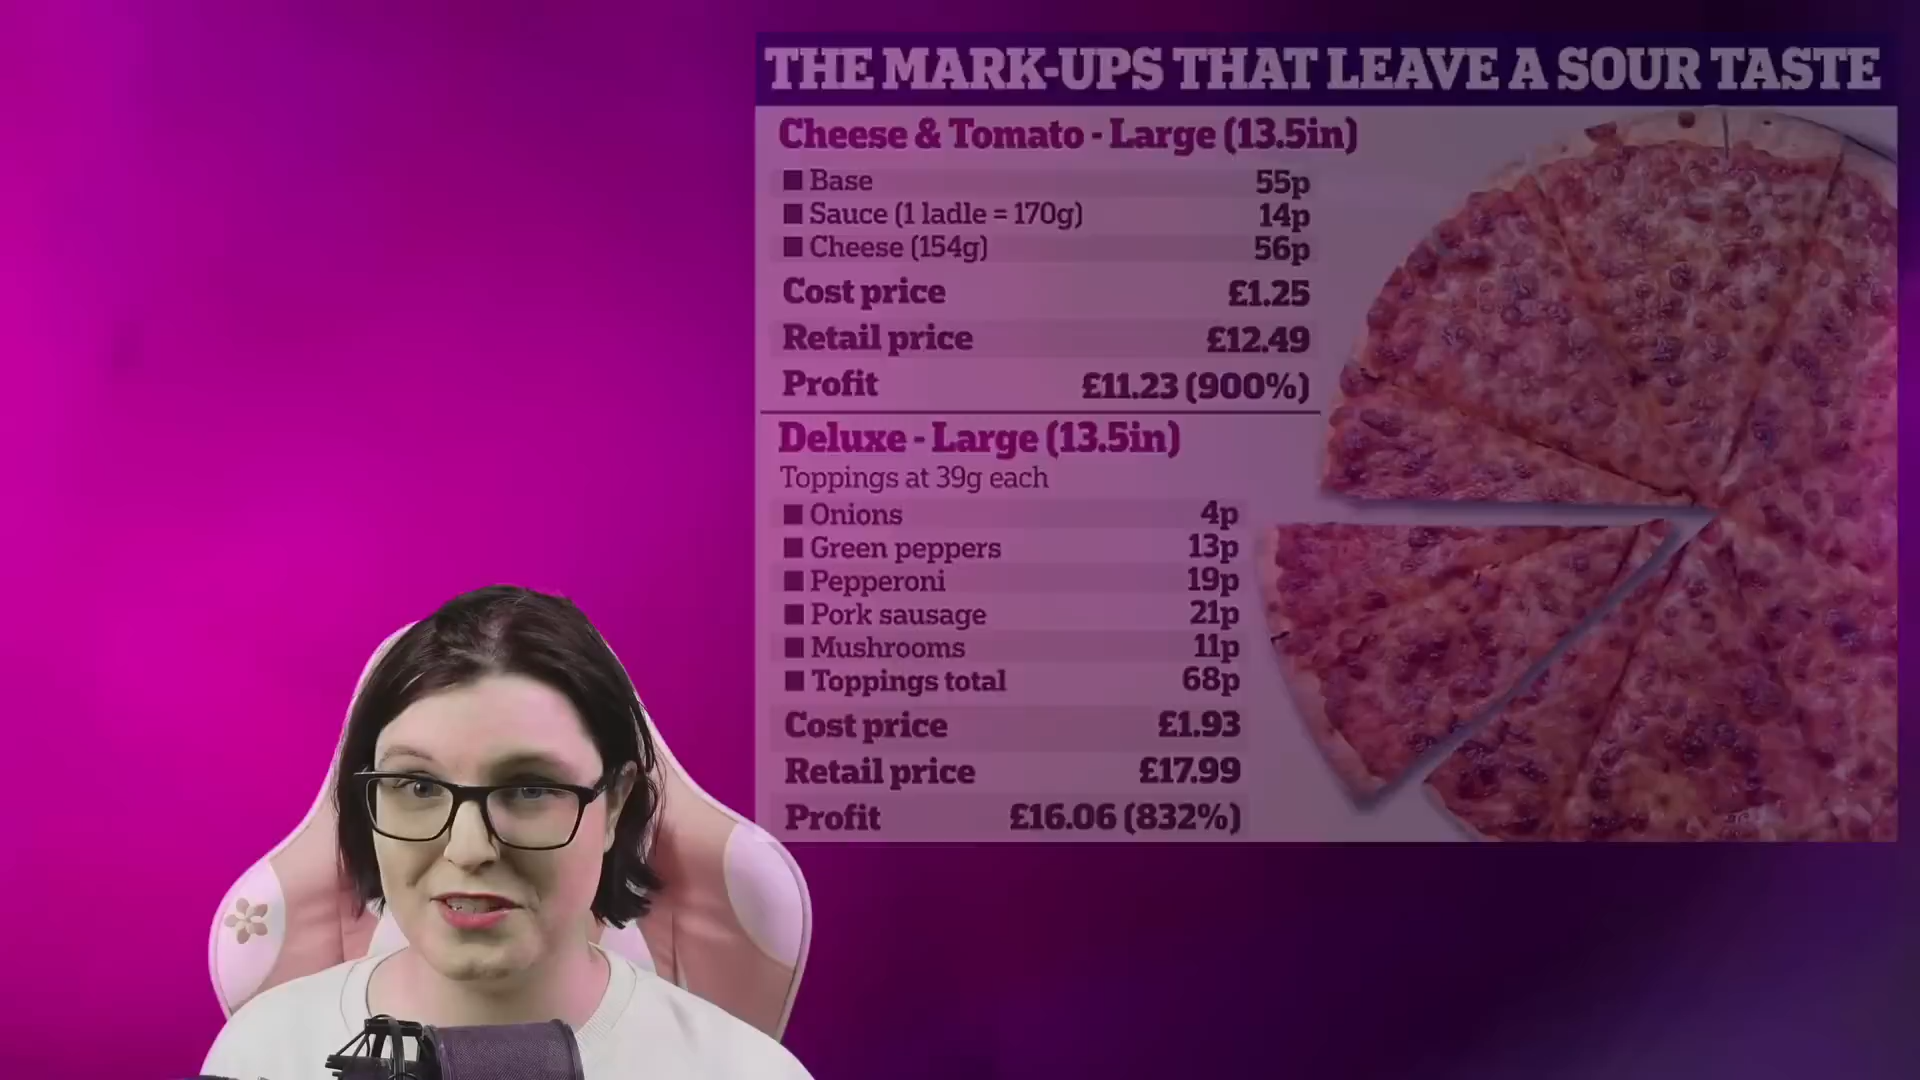 THE MARK-UPS THAT LEAVE A SOUR TASTE
Cheese & Tomato - Large (13.5in)
■ Base 55p
■ Sauce (1 ladle = 170g) 14p
■ Cheese (154g) 56p
Cost price £1.25
Retail price £12.49
Profit £11.23 (900%)
Deluxe - Large (13.5in)
Toppings at 39g each
■ Onions 4p
■ Green peppers 13p
■ Pepperoni 19p
■ Pork sausage 21p
■ Mushrooms 11p
■ Toppings total 68p
Cost price £1.93
Retail price £17.99
Profit £16.06 (832%)